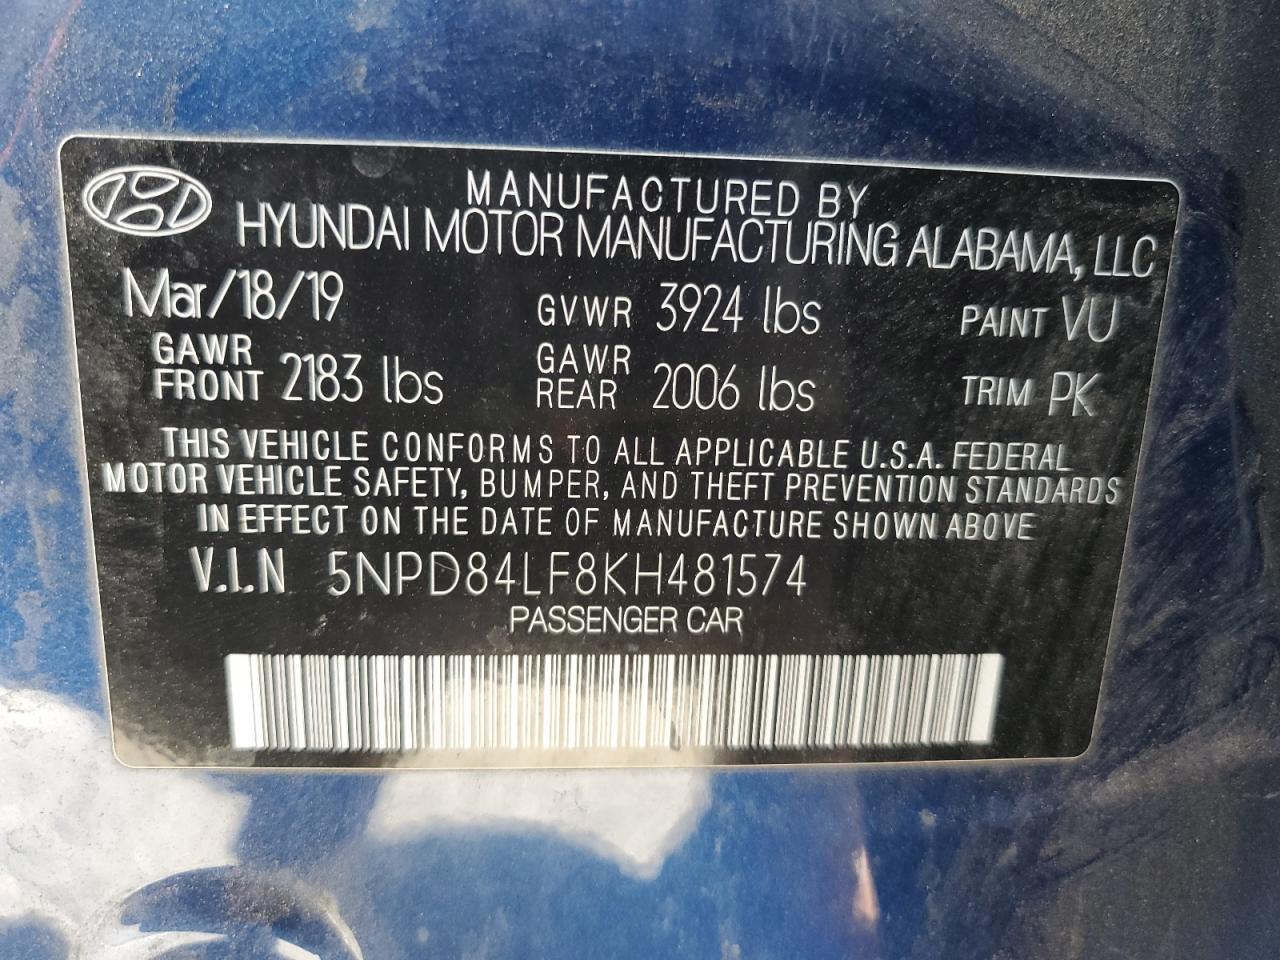 MANUFACTURED BY
HYUNDAI MOTOR MANUFACTURING ALABAMA, LLC
Mar/18/19 GVWR 3924 lbs PAINT VU
GAWR FRONT 2183 lbs GAWR REAR 2006 lbs TRIM PK
THIS VEHICLE CONFORMS TO ALL APPLICABLE U.S.A. FEDERAL
MOTOR VEHICLE SAFETY, BUMPER, AND THEFT PREVENTION STANDARDS
IN EFFECT ON THE DATE OF MANUFACTURE SHOWN ABOVE
V.I.N 5NPD84LF8KH481574
PASSENGER CAR